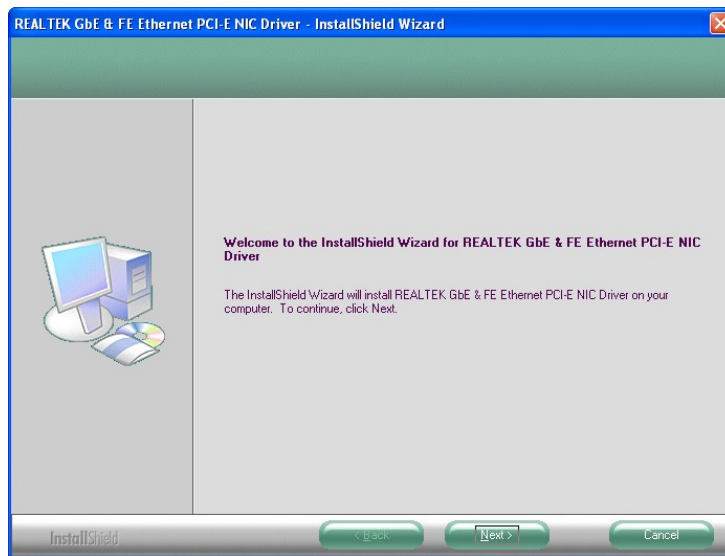 REALTEK GbE & FE Ethernet PCI-E NIC Driver - InstallShield Wizard
Welcome to the InstallShield Wizard for REALTEK GbE & FE Ethernet PCI-E NIC
Driver
The InstallShield Wizard will install REALTEK GbE & FE Ethernet PCI-E NIC Driver on your
computer. To continue, click Next.
InstallShield
< Back
Next >
Cancel